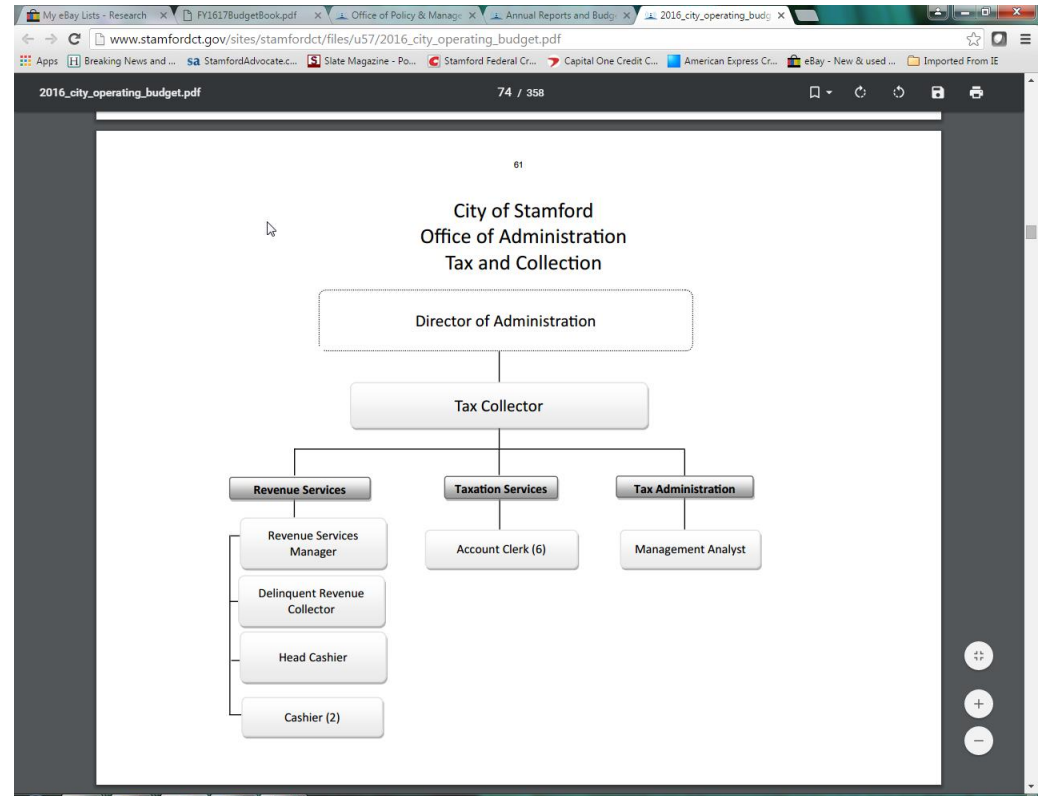 My eBay Lists - Research
FY1617BudgetBook.pdf
Office of Policy & Manage
Annual Reports and Budg
2016_city_operating_budg
www.stamfordct.gov/sites/stamfordct/files/u57/2016_city_operating_budget.pdf
Apps
Breaking News and ...
sa StamfordAdvocate.c...
S Slate Magazine - Po...
Stamford Federal Cr...
Capital One Credit C...
American Express Cr...
eBay - New & used ...
Imported From IE
2016_city_operating_budget.pdf
74 / 358
61
City of Stamford
Office of Administration
Tax and Collection
Director of Administration
Tax Collector
Revenue Services
Taxation Services
Tax Administration
Revenue Services
Manager
Account Clerk (6)
Management Analyst
Delinquent Revenue
Collector
Head Cashier
Cashier (2)